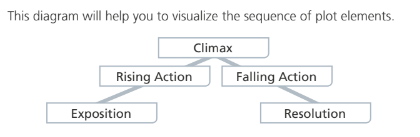 This diagram will help you to visualize the sequence of plot elements.
Climax
Rising Action Falling Action
Exposition Resolution